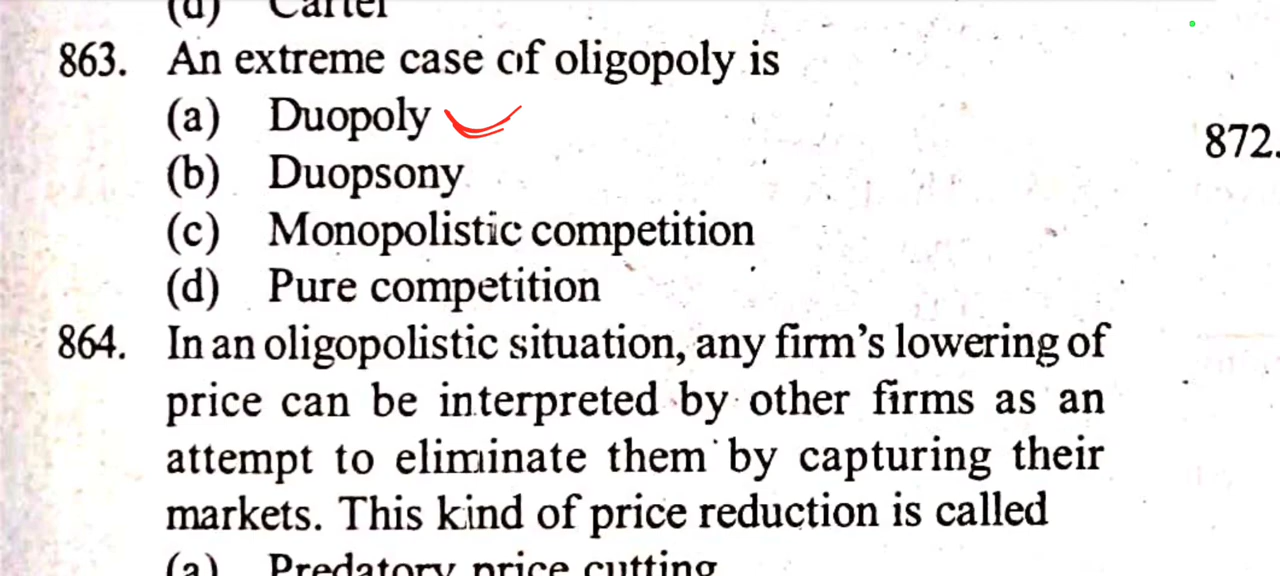 (d) Cartel
863. An extreme case of oligopoly is
(a) Duopoly
(b) Duopsony
(c) Monopolistic competition
(d) Pure competition
864. In an oligopolistic situation, any firm's lowering of
price can be interpreted by other firms as an
attempt to eliminate them by capturing their
markets. This kind of price reduction is called
(a) Predatory price cutting
872.